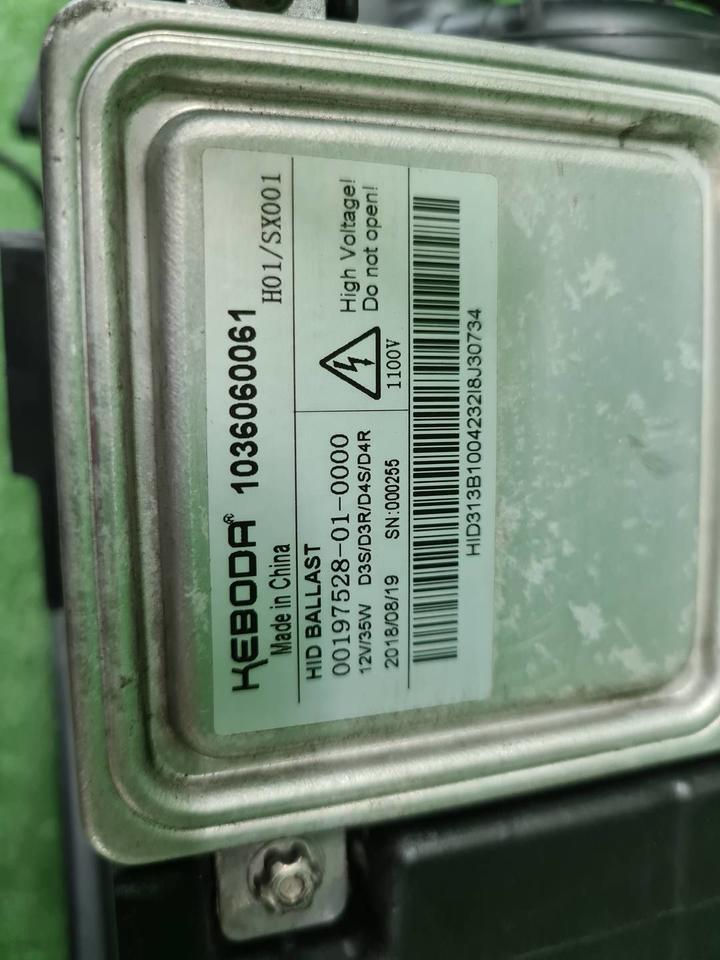 KEBODA® 1036060061
Made in China H01/SX001
HID BALLAST
00197528-01-0000
12V/35W D3S/D3R/D4S/D4R
2018/08/19 SN:000255
High Voltage!
Do not open!
1100V
HID313B1004232I8J30734